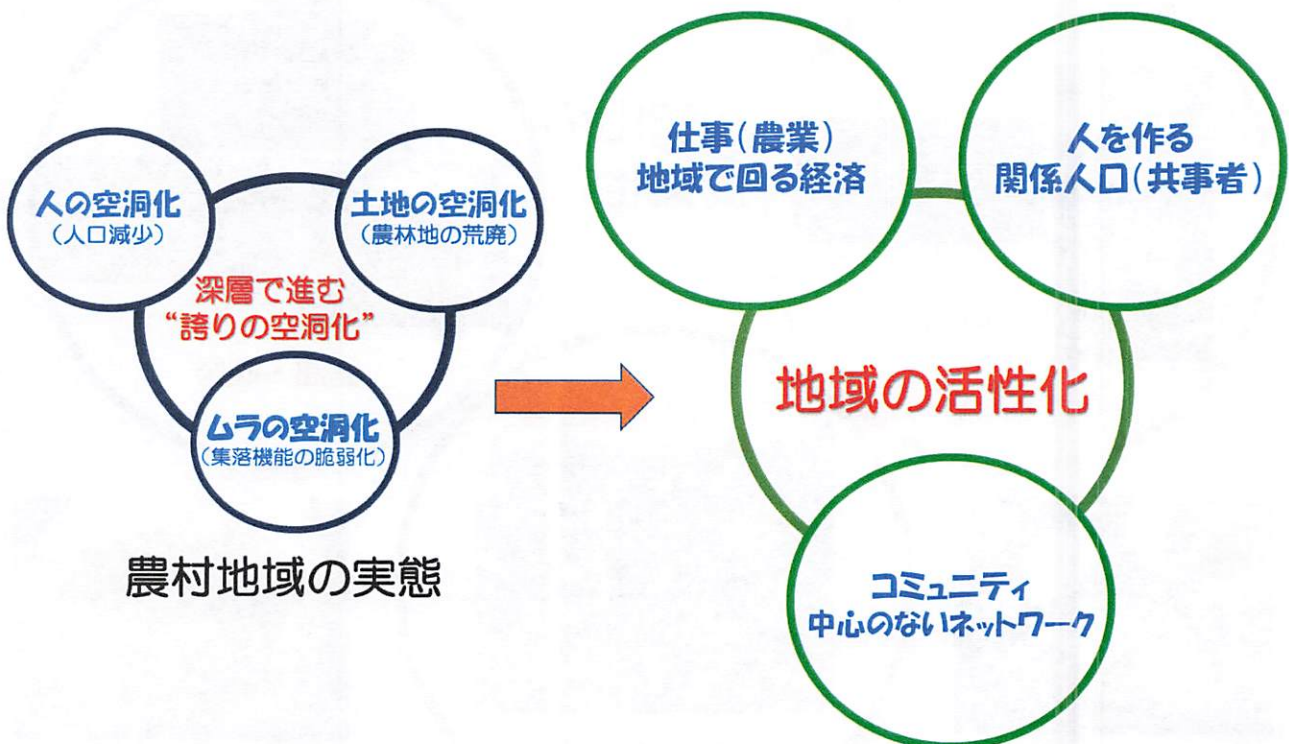 人の空洞化
(人口減少)
土地の空洞化
(農林地の荒廃)
深層で進む
“誇りの空洞化”
ムラの空洞化
(集落機能の脆弱化)
農村地域の実態
仕事(農業)
地域で回る経済
人を作る
関係人口(共事者)
地域の活性化
コミュニティ
中心のないネットワーク